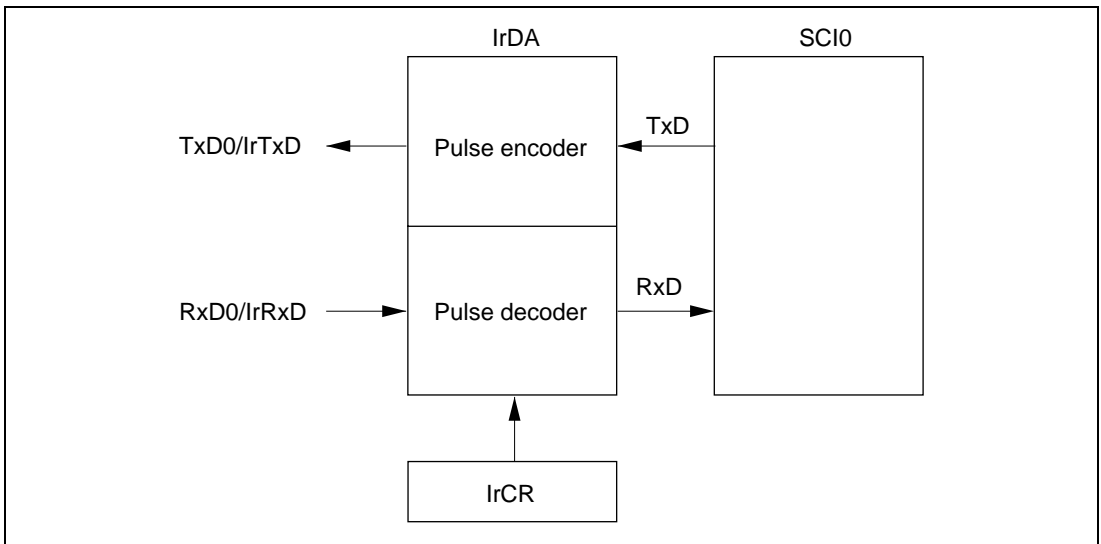 IrDA
SCI0
TxD0/IrTxD
Pulse encoder
TxD
RxD0/IrRxD
Pulse decoder
RxD
IrCR